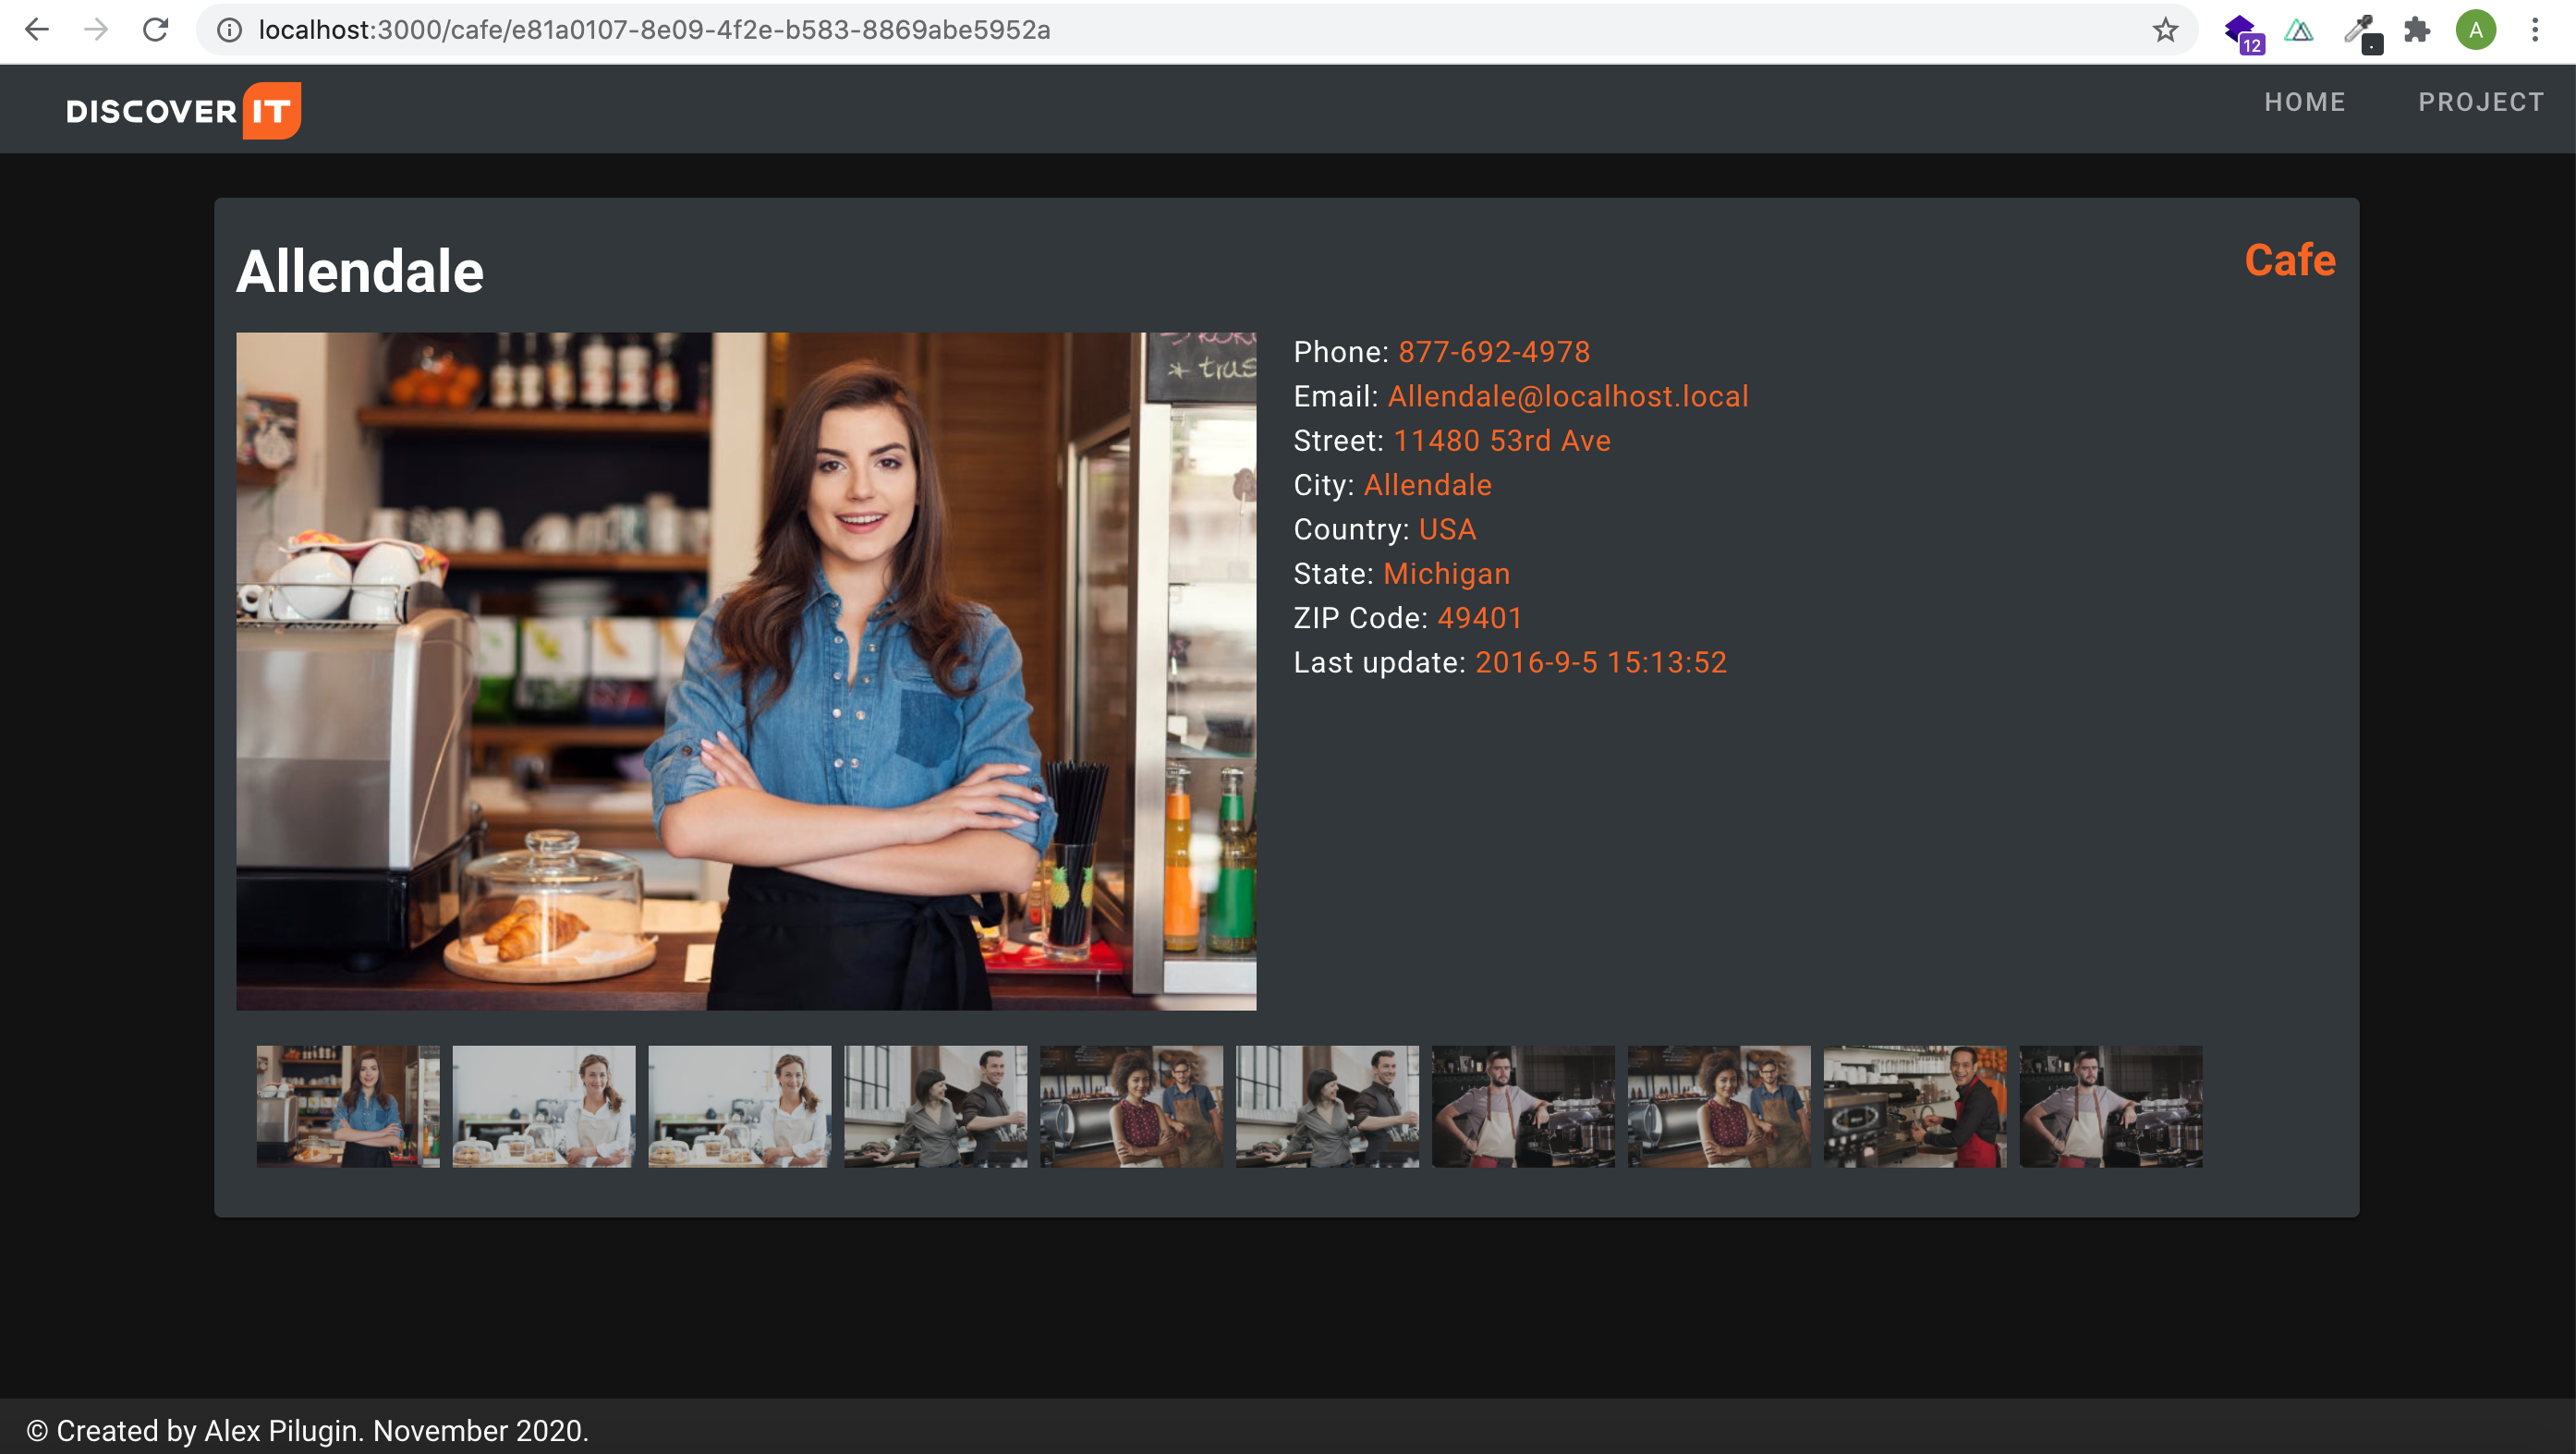 localhost:3000/cafe/e81a0107-8e09-4f2e-b583-8869abe5952a
12
A
DISCOVER IT
HOME
PROJECT
Allendale
Cafe
Phone: 877-692-4978
Email: Allendale@localhost.local
Street: 11480 53rd Ave
City: Allendale
Country: USA
State: Michigan
ZIP Code: 49401
Last update: 2016-9-5 15:13:52
© Created by Alex Pilugin. November 2020.